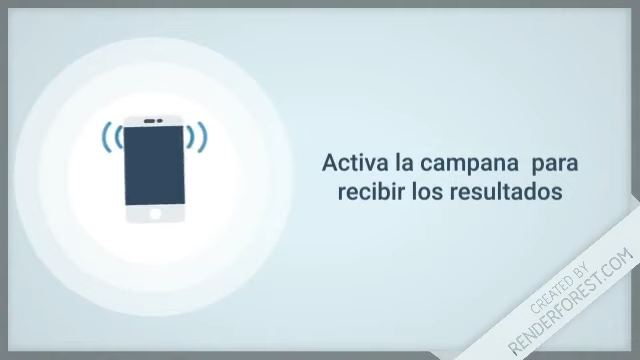 Activa la campana  para
recibir los resultados
CREATED BY
RENDERFOREST.COM